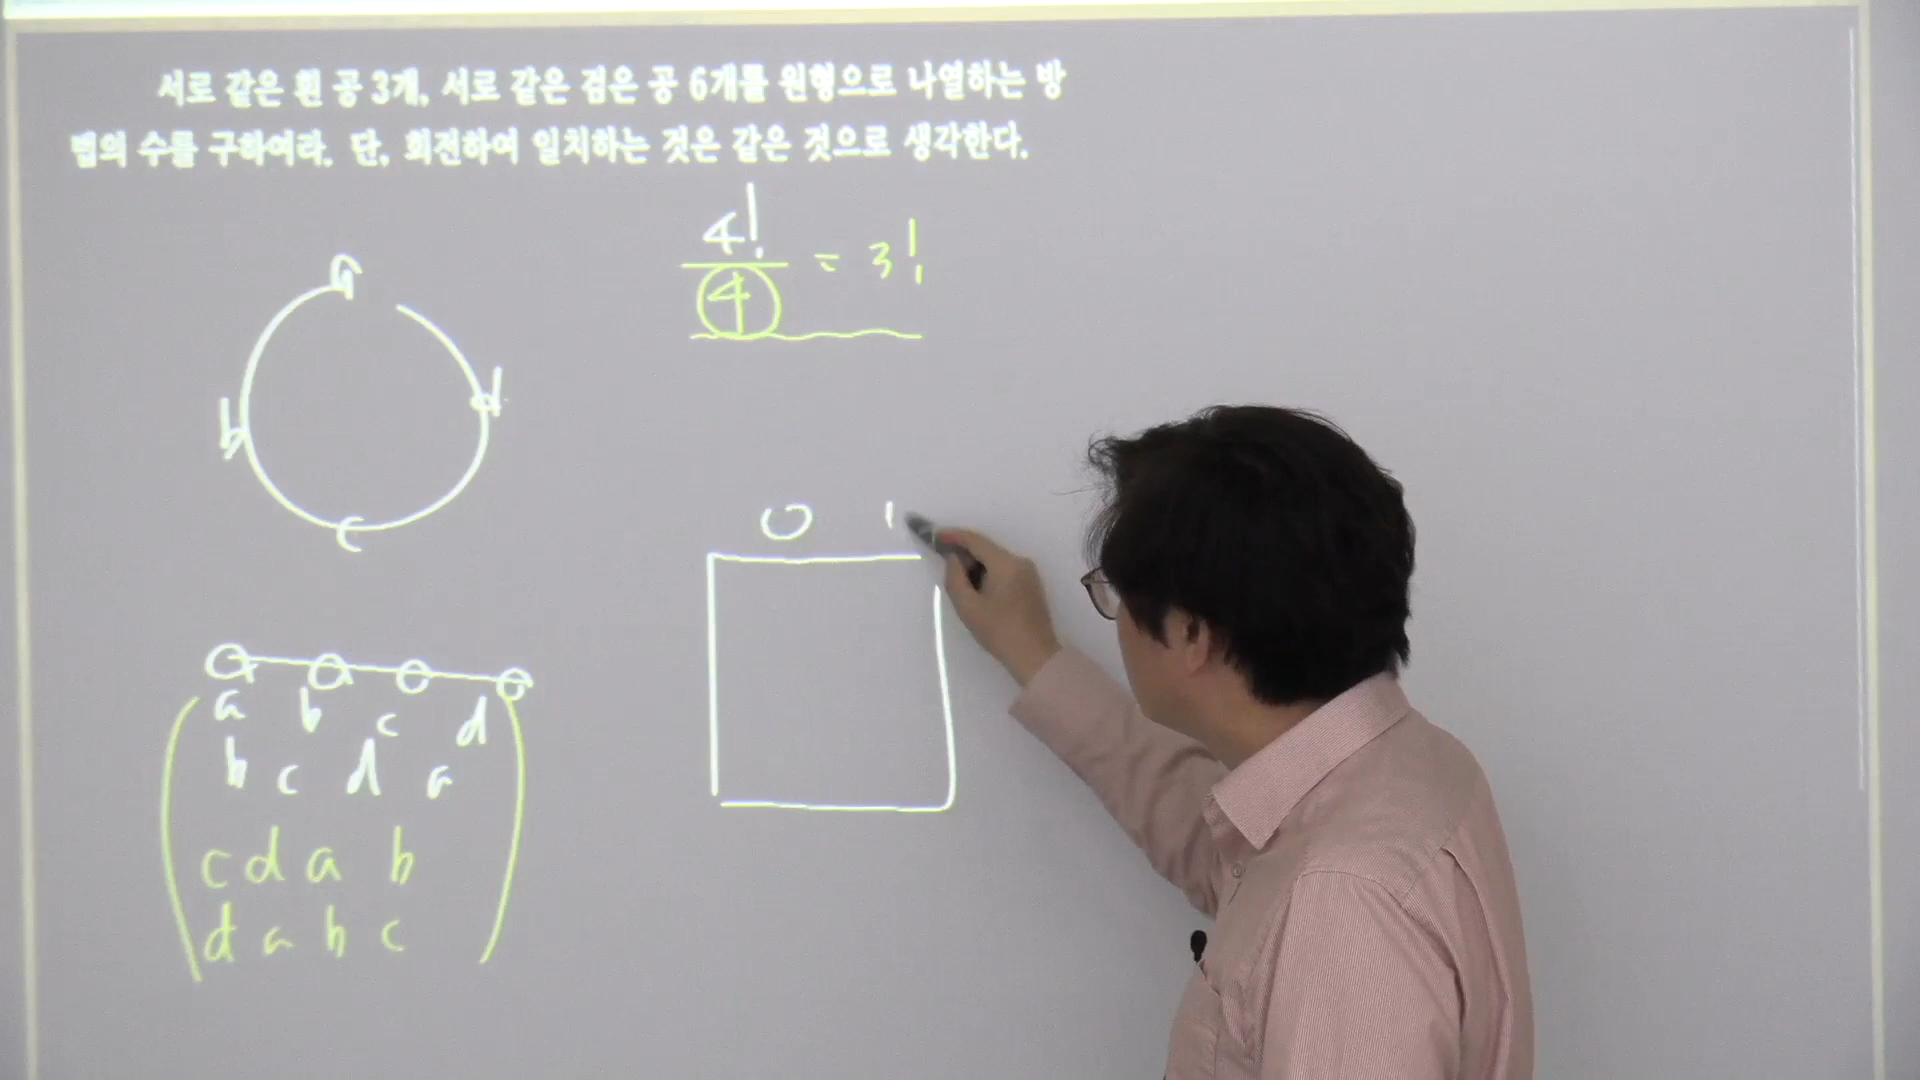 서로 같은 흰 공 3개, 서로 같은 검은 공 6개를 원형으로 나열하는 방
법의 수를 구하여라. 단, 회전하여 일치하는 것은 같은 것으로 생각한다.
4!
4
= 3!
a
b
c
d
a b c d
b c d a
c d a b
d a b c